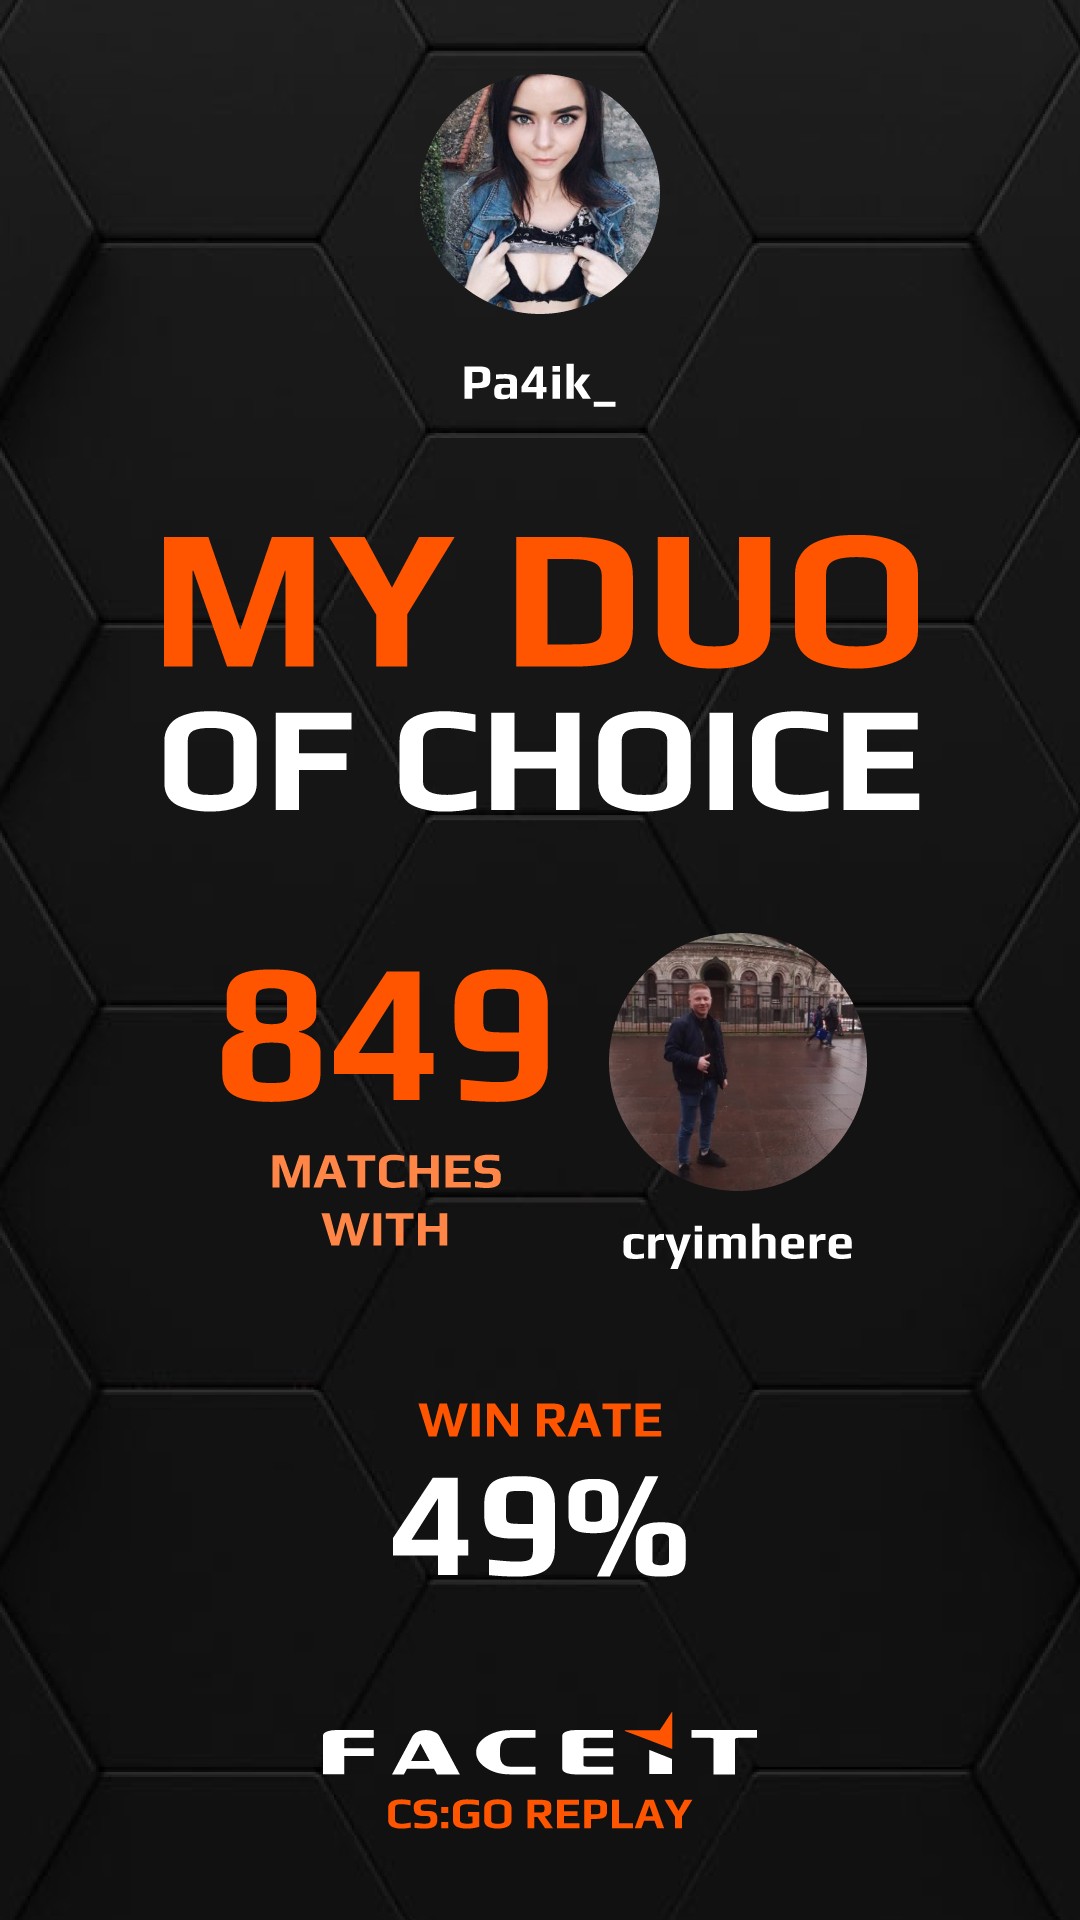 Pa4ik_
MY DUO
OF CHOICE
849
MATCHES
WITH
cryimhere
WIN RATE
49%
FACEIT
CS:GO REPLAY